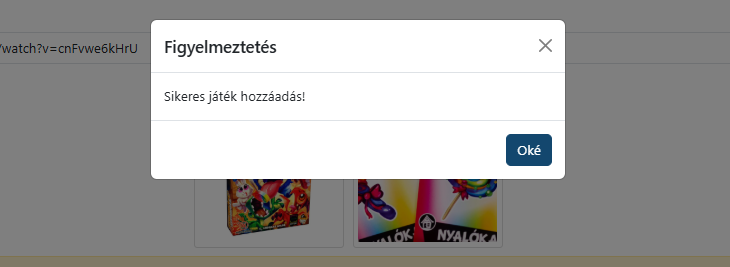 Figyelmeztetés
/watch?v=cnFvwe6kHrU
Sikeres játék hozzáadás!
Oké
NYALÓK
NYALÓKA